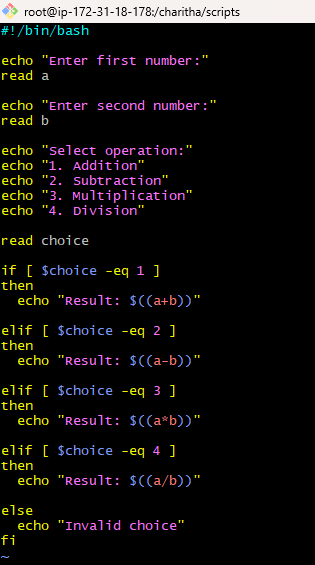 root@ip-172-31-18-178:/charitha/scripts
#!/bin/bash
echo "Enter first number:"
read a
echo "Enter second number:"
read b
echo "Select operation:"
echo "1. Addition"
echo "2. Subtraction"
echo "3. Multiplication"
echo "4. Division"
read choice
if [ $choice -eq 1 ]
then
  echo "Result: $((a+b))"
elif [ $choice -eq 2 ]
then
  echo "Result: $((a-b))"
elif [ $choice -eq 3 ]
then
  echo "Result: $((a*b))"
elif [ $choice -eq 4 ]
then
  echo "Result: $((a/b))"
else
  echo "Invalid choice"
fi
~